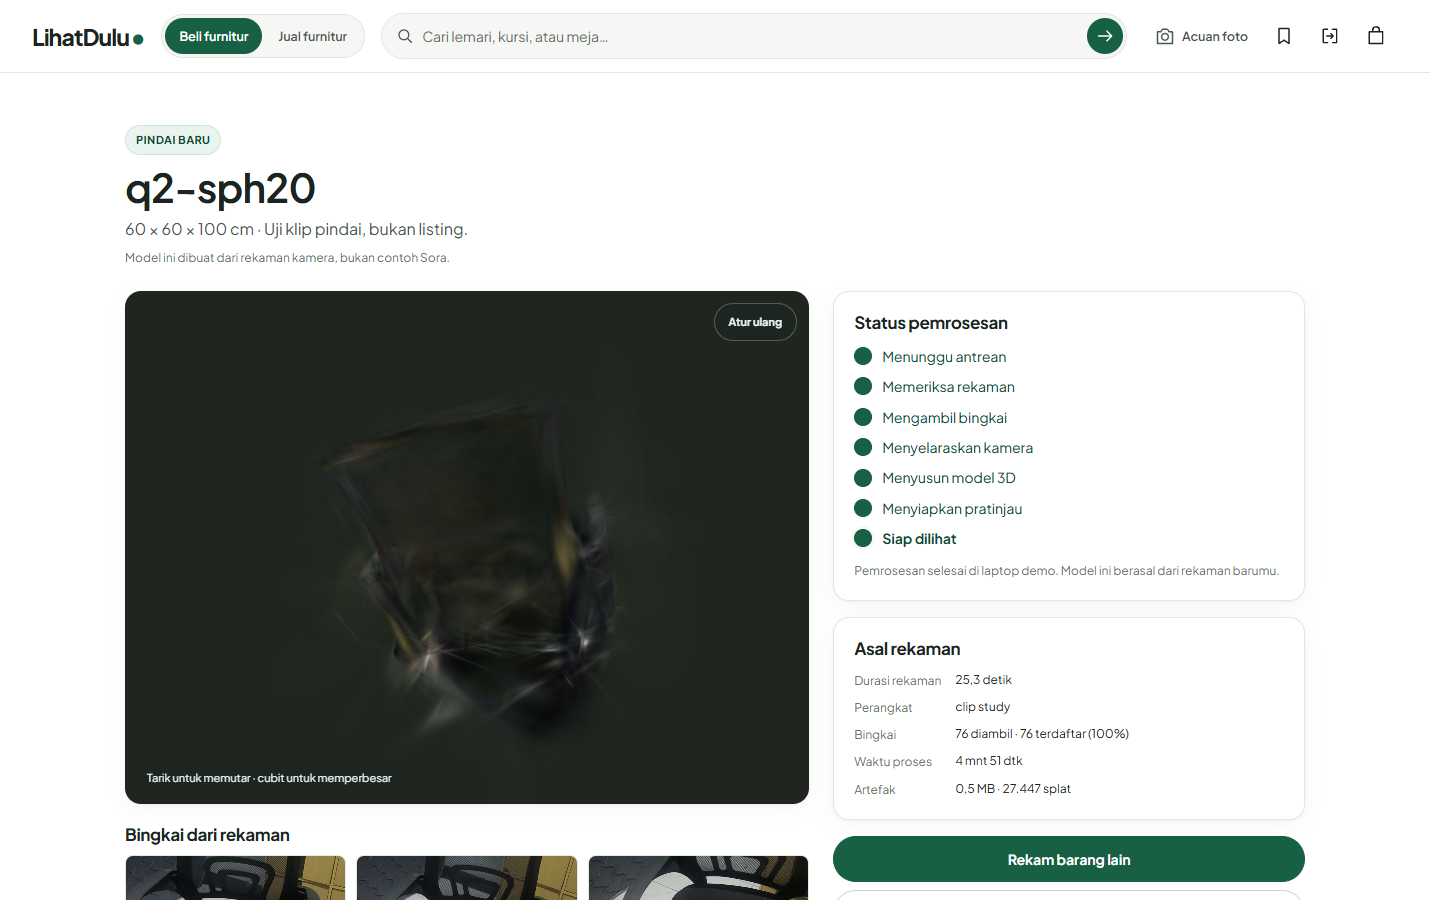 LihatDulu
Beli furnitur
Jual furnitur
Cari lemari, kursi, atau meja...
Acuan foto
PINDAI BARU
q2-sph20
60 × 60 × 100 cm · Uji klip pindai, bukan listing.
Model ini dibuat dari rekaman kamera, bukan contoh Sora.
Atur ulang
Tarik untuk memutar · cubit untuk memperbesar
Bingkai dari rekaman
Status pemrosesan
Menunggu antrean
Memeriksa rekaman
Mengambil bingkai
Menyelaraskan kamera
Menyusun model 3D
Menyiapkan pratinjau
Siap dilihat
Pemrosesan selesai di laptop demo. Model ini berasal dari rekaman barumu.
Asal rekaman
Durasi rekaman 25,3 detik
Perangkat clip study
Bingkai 76 diambil · 76 terdaftar (100%)
Waktu proses 4 mnt 51 dtk
Artefak 0,5 MB · 27.447 splat
Rekam barang lain